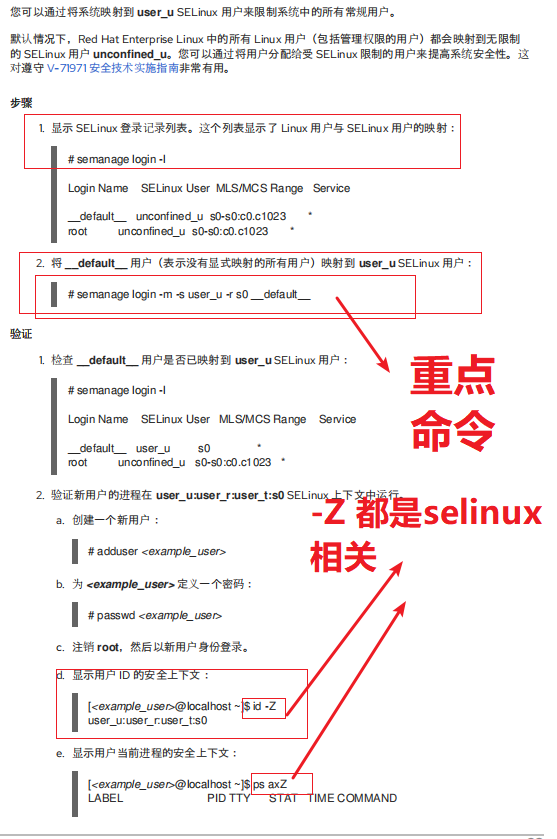 您可以通过将系统映射到 user_u SELinux 用户来限制系统中的所有常规用户。
默认情况下，Red Hat Enterprise Linux 中的所有 Linux 用户（包括管理权限的用户）都会映射到无限制
的 SELinux 用户 unconfined_u。您可以通过将用户分配给受 SELinux 限制的用户来提高系统安全性。这
对遵守 V-71971 安全技术实施指南非常有用。
步骤
1. 显示 SELinux 登录记录列表。这个列表显示了 Linux 用户与 SELinux 用户的映射：
# semanage login -l
Login Name SELinux User MLS/MCS Range Service
__default__ unconfined_u s0-s0:c0.c1023 *
root unconfined_u s0-s0:c0.c1023 *
2. 将 __default__ 用户（表示没有显式映射的所有用户）映射到 user_u SELinux 用户：
# semanage login -m -s user_u -r s0 __default__
验证
1. 检查 __default__ 用户是否已映射到 user_u SELinux 用户：
# semanage login -l
Login Name SELinux User MLS/MCS Range Service
__default__ user_u s0 *
root unconfined_u s0-s0:c0.c1023 *
重点
命令
2. 验证新用户的进程在 user_u:user_r:user_t:s0 SELinux 上下文中运行。
-Z 都是selinux
相关
a. 创建一个新用户：
# adduser <example_user>
b. 为 <example_user> 定义一个密码：
# passwd <example_user>
c. 注销 root，然后以新用户身份登录。
d. 显示用户 ID 的安全上下文：
[<example_user>@localhost ~]$ id -Z
user_u:user_r:user_t:s0
e. 显示用户当前进程的安全上下文：
[<example_user>@localhost ~]$ ps axZ
LABEL PID TTY STAT TIME COMMAND